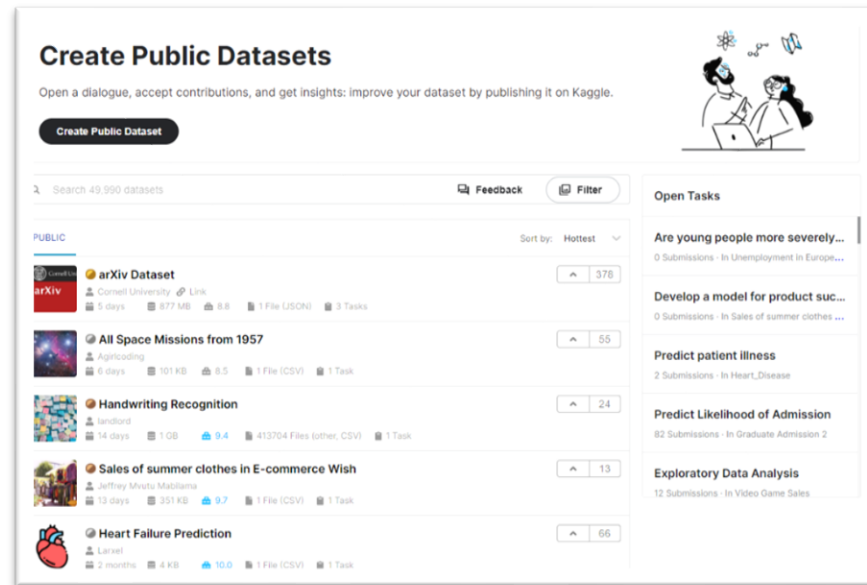 Create Public Datasets
Open a dialogue, accept contributions, and get insights: improve your dataset by publishing it on Kaggle.
Create Public Dataset
Search 49,990 datasets
Feedback
Filter
PUBLIC
Sort by: Hottest
arXiv
arXiv Dataset
378
Cornell University Link
5 days 877 MB 8.8 1 File (JSON) 3 Tasks
All Space Missions from 1957
55
Agirlcoding
6 days 101 KB 8.5 1 File (CSV) 1 Task
Handwriting Recognition
24
landlord
14 days 1 GB 9.4 413704 Files (other, CSV) 1 Task
Sales of summer clothes in E-commerce Wish
13
Jeffrey Mvutu Mabilama
13 days 351 KB 9.7 1 File (CSV) 1 Task
Heart Failure Prediction
66
Larxel
2 months 4 KB 10.0 1 File (CSV) 1 Task
Open Tasks
Are young people more severely...
0 Submissions · In Unemployment in Europe...
Develop a model for product suc...
0 Submissions · In Sales of summer clothes ...
Predict patient illness
2 Submissions · In Heart_Disease
Predict Likelihood of Admission
82 Submissions · In Graduate Admission 2
Exploratory Data Analysis
12 Submissions · In Video Game Sales